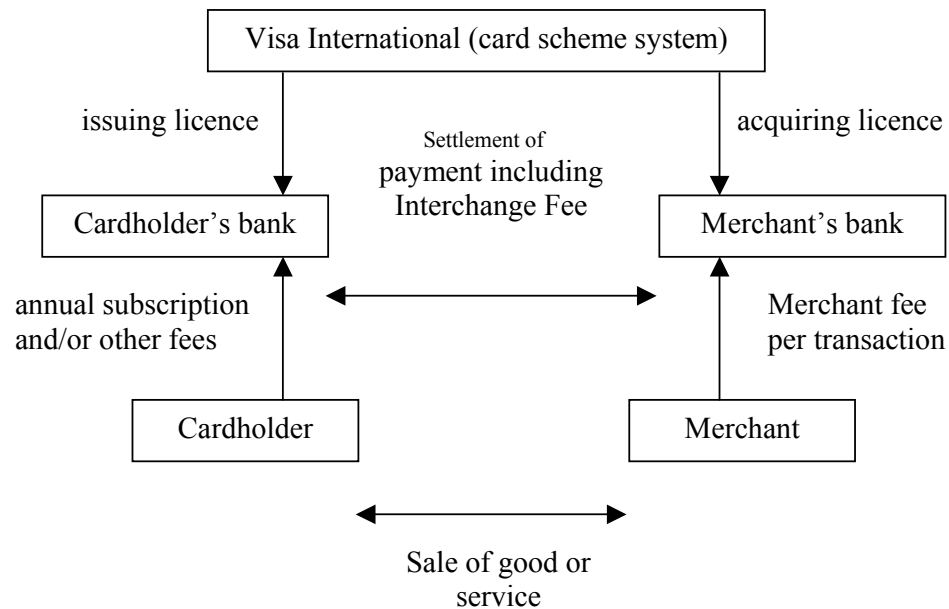 Visa International (card scheme system)
issuing licence
acquiring licence
Settlement of
payment including
Interchange Fee
Cardholder’s bank
Merchant’s bank
annual subscription
and/or other fees
Merchant fee
per transaction
Cardholder
Merchant
Sale of good or
service